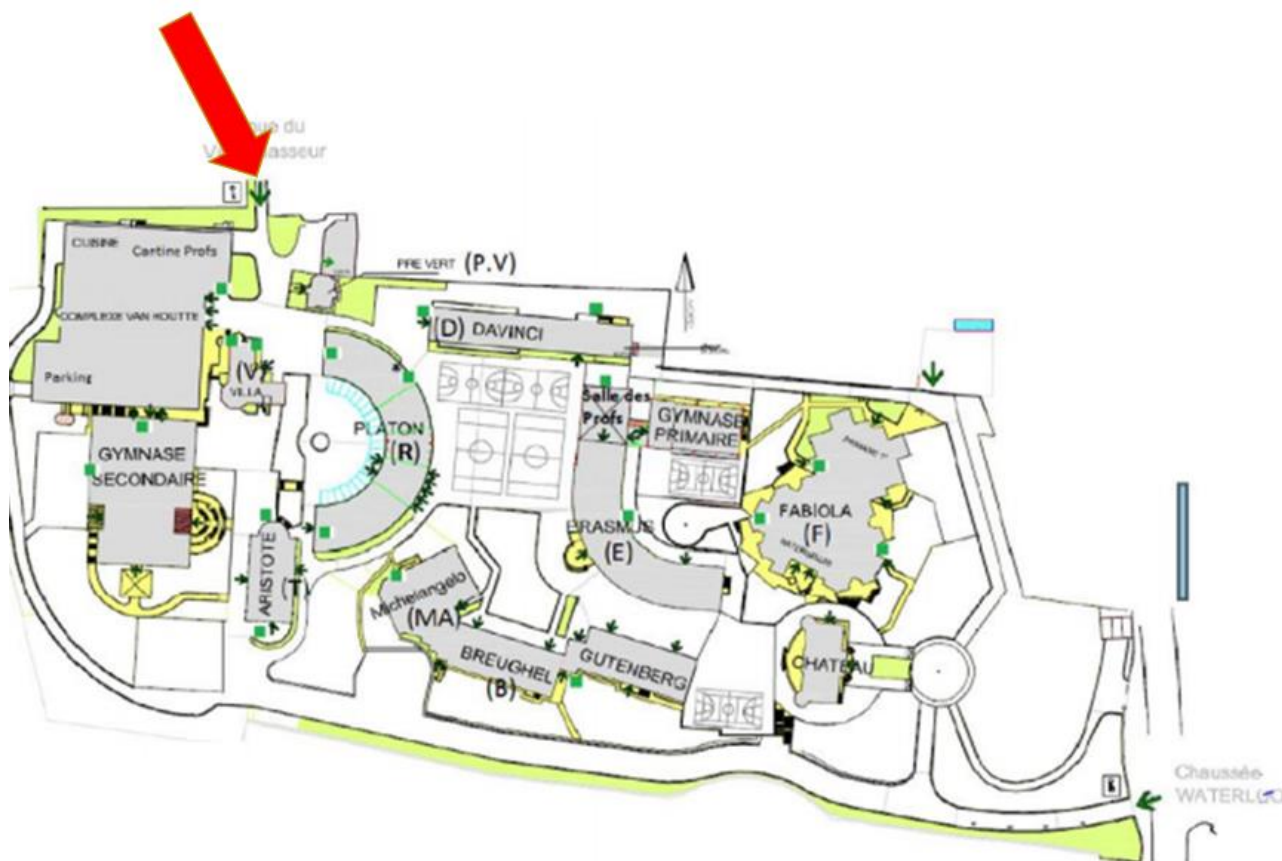 CUISINE
Cantine Profs
PRE VERT (P.V)
COMPLEXE VAN HOUTTE
(D) DAVINCI
Parking
(V)
VILLA
Salle des
Profs
GYMNASE
PRIMAIRE
PLATON
(R)
GYMNASE
SECONDAIRE
FABIOLA
(F)
ERASMUS
(E)
ARISTOTE
(T)
Michelangelo
(MA)
BREUGHEL
(B)
GUTENBERG
CHATEAU
Chaussée
WATERLOO